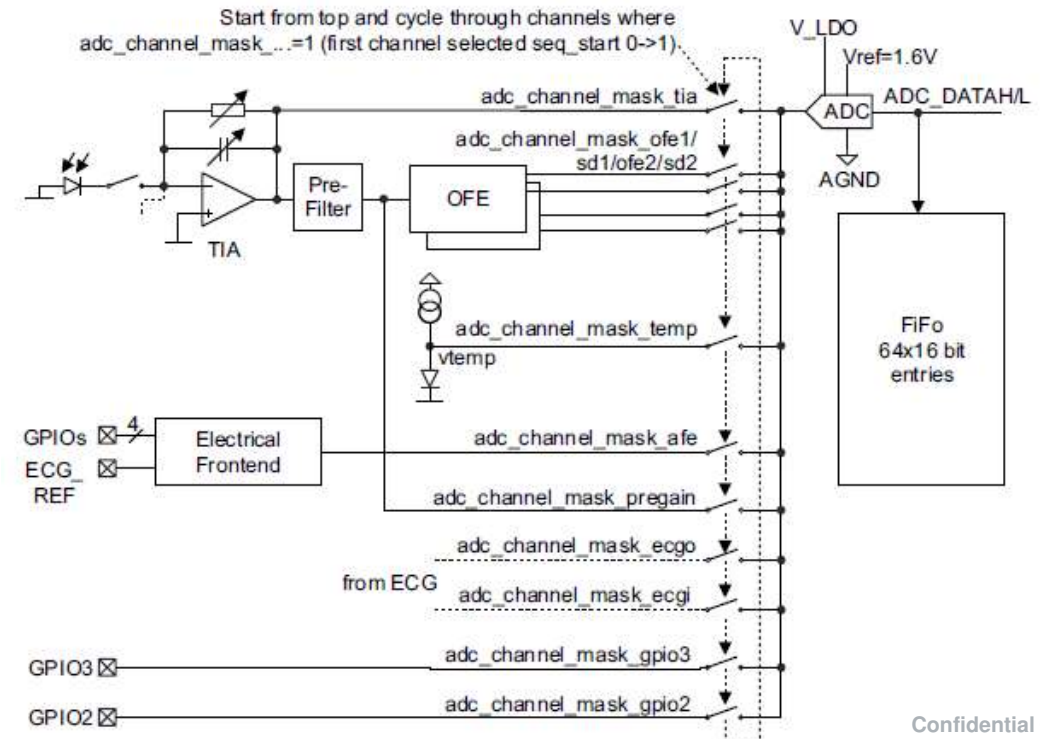 Start from top and cycle through channels where
adc_channel_mask_...=1 (first channel selected seq_start 0->1)
V_LDO
Vref=1.6V
adc_channel_mask_tia
ADC
ADC_DATAH/L
adc_channel_mask_ofe1/
sd1/ofe2/sd2
AGND
Pre-
Filter
OFE
TIA
adc_channel_mask_temp
vtemp
FiFo
64x16 bit
entries
GPIOs
4
Electrical
Frontend
adc_channel_mask_afe
ECG_
REF
adc_channel_mask_pregain
adc_channel_mask_ecgo
from ECG
adc_channel_mask_ecgi
adc_channel_mask_gpio3
GPIO3
adc_channel_mask_gpio2
GPIO2
Confidential